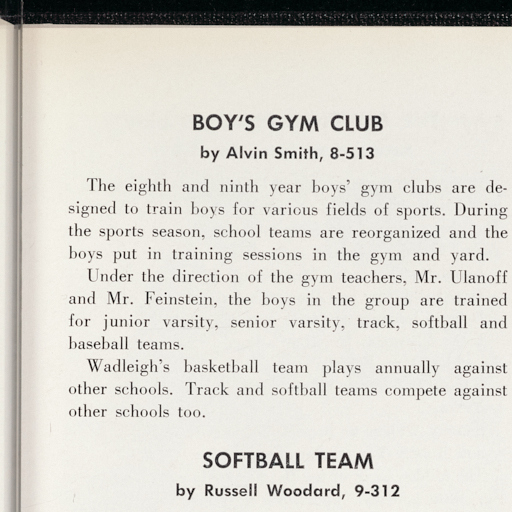 BOY'S GYM CLUB
by Alvin Smith, 8-513
The eighth and ninth year boys' gym clubs are de-
signed to train boys for various fields of sports. During
the sports season, school teams are reorganized and the
boys put in training sessions in the gym and yard.
Under the direction of the gym teachers, Mr. Ulanoff
and Mr. Feinstein, the boys in the group are trained
for junior varsity, senior varsity, track, softball and
baseball teams.
Wadleigh's basketball team plays annually against
other schools. Track and softball teams compete against
other schools too.
SOFTBALL TEAM
by Russell Woodard, 9-312